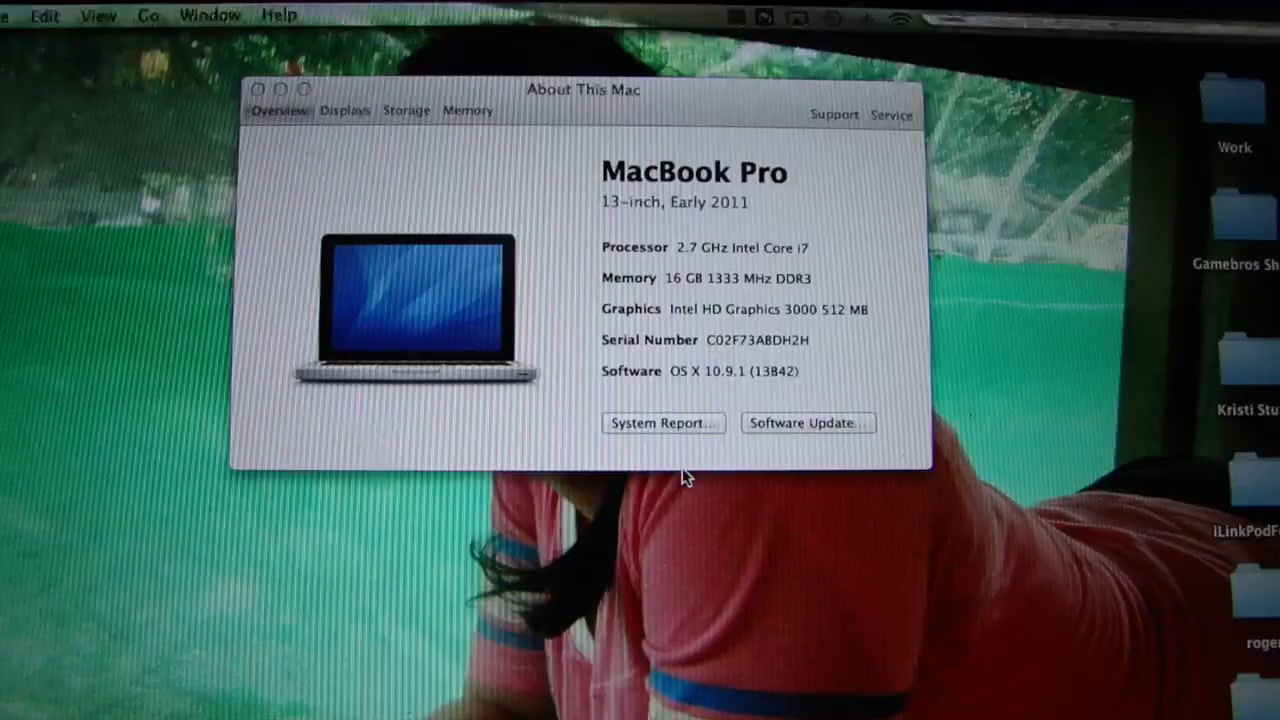 Edit View Go Window Help
About This Mac
Overview Displays Storage Memory
Support Service
MacBook Pro
13-inch, Early 2011
Processor 2.7 GHz Intel Core i7
Memory 16 GB 1333 MHz DDR3
Graphics Intel HD Graphics 3000 512 MB
Serial Number C02F73ABDH2H
Software OS X 10.9.1 (13B42)
System Report... Software Update...
Work
Gamebros Sh
Kristi Stu
iLinkPodF
roger